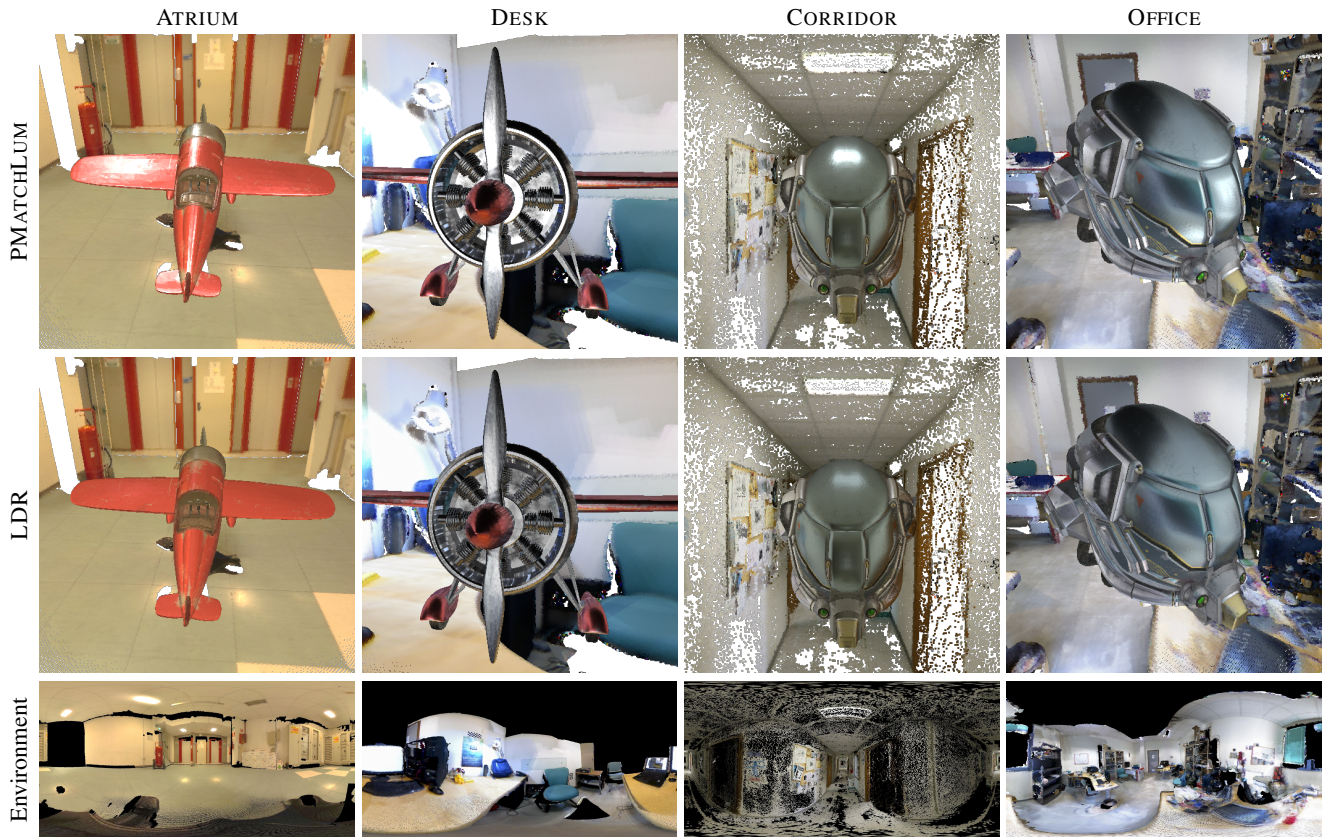 ATRIUM
DESK
CORRIDOR
OFFICE
PMATCHLUM
LDR
Environment